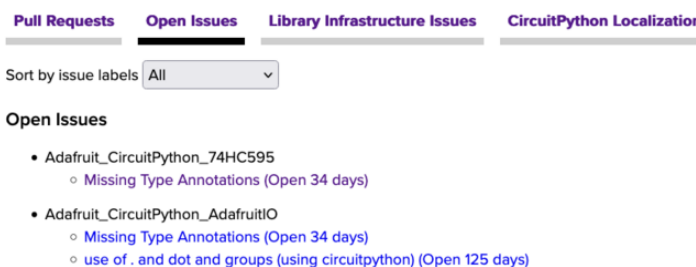 Pull Requests Open Issues Library Infrastructure Issues CircuitPython Localization
Sort by issue labels All
Open Issues
• Adafruit_CircuitPython_74HC595
◦ Missing Type Annotations (Open 34 days)
• Adafruit_CircuitPython_AdafruitIO
◦ Missing Type Annotations (Open 34 days)
◦ use of . and dot and groups (using circuitpython) (Open 125 days)